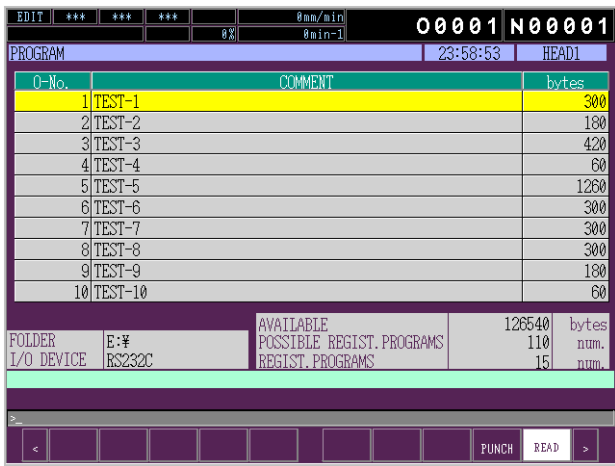 EDIT *** *** *** 0mm/min O0001 N00001
0% 0min-1
PROGRAM 23:58:53 HEAD1
O-No. COMMENT bytes
1 TEST-1 300
2 TEST-2 180
3 TEST-3 420
4 TEST-4 60
5 TEST-5 1260
6 TEST-6 300
7 TEST-7 300
8 TEST-8 300
9 TEST-9 180
10 TEST-10 60
AVAILABLE 126540 bytes
FOLDER E:¥ POSSIBLE REGIST.PROGRAMS 110 num.
I/O DEVICE RS232C REGIST.PROGRAMS 15 num.
>_
< PUNCH READ >